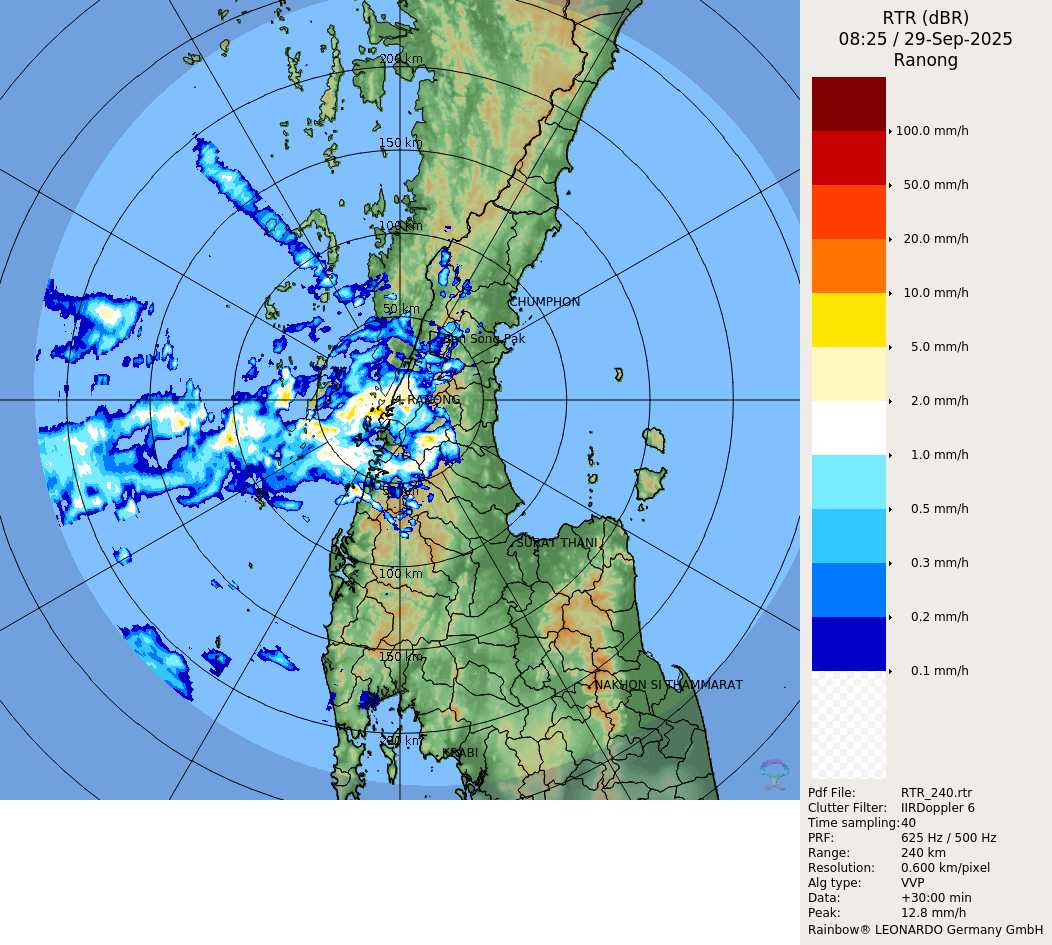 RTR (dBR)
08:25 / 29-Sep-2025
Ranong
100.0 mm/h
50.0 mm/h
20.0 mm/h
10.0 mm/h
5.0 mm/h
2.0 mm/h
1.0 mm/h
0.5 mm/h
0.3 mm/h
0.2 mm/h
0.1 mm/h
Pdf File: RTR_240.rtr
Clutter Filter: IIRDoppler 6
Time sampling: 40
PRF: 625 Hz / 500 Hz
Range: 240 km
Resolution: 0.600 km/pixel
Alg type: VVP
Data: +30:00 min
Peak: 12.8 mm/h
Rainbow® LEONARDO Germany GmbH
200 km
150 km
100 km
50 km
CHUMPHON
Ban Song Pak
RANONG
50 km
SURAT THANI
100 km
150 km
NAKHON SI THAMMARAT
200 km
KRABI